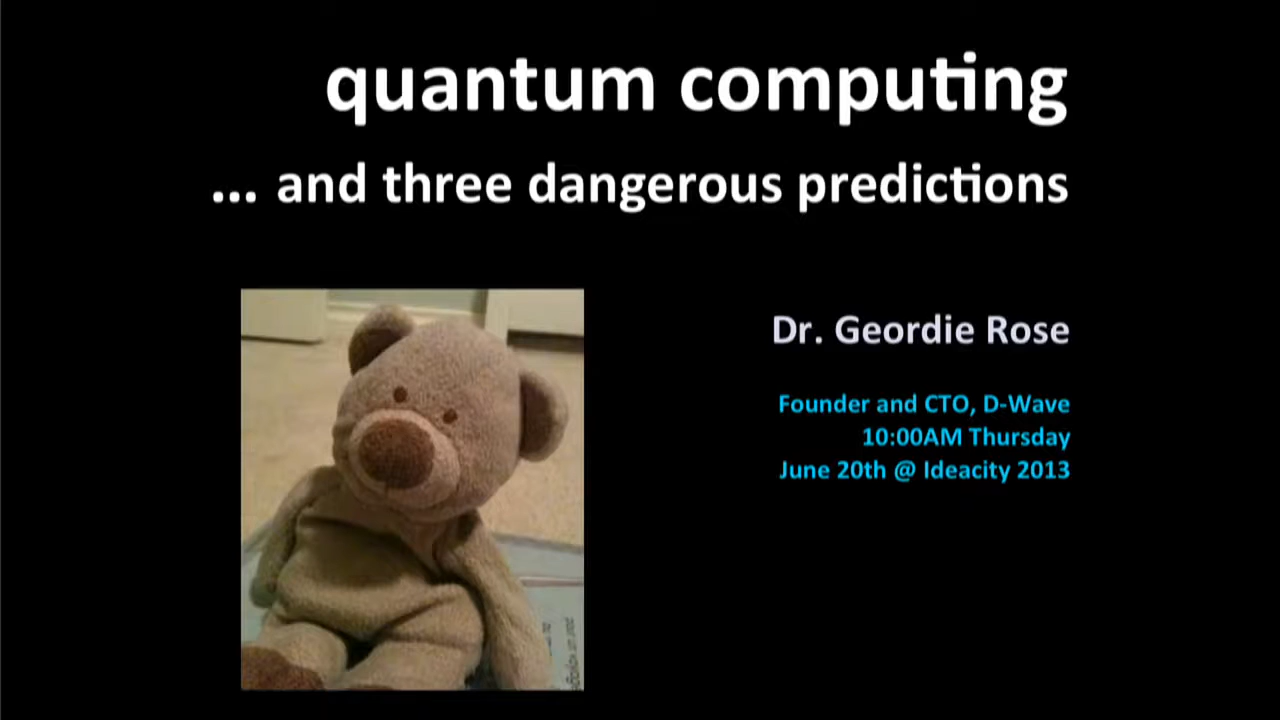 quantum computing
... and three dangerous predictions
Dr. Geordie Rose
Founder and CTO, D-Wave
10:00AM Thursday
June 20th @ Ideacity 2013